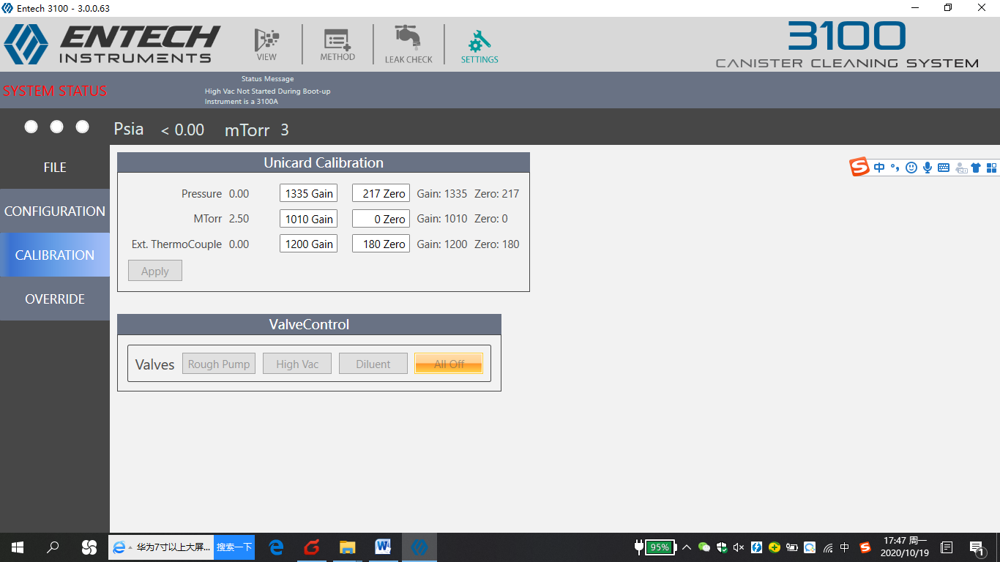 Entech 3100 - 3.0.0.63
ENTECH
INSTRUMENTS
VIEW
METHOD
LEAK CHECK
SETTINGS
3100
CANISTER CLEANING SYSTEM
SYSTEM STATUS
Status Message
High Vac Not Started During Boot-up
Instrument is a 3100A
Psia < 0.00 mTorr 3
FILE
CONFIGURATION
CALIBRATION
OVERRIDE
Unicard Calibration
Pressure 0.00 1335 Gain 217 Zero Gain: 1335 Zero: 217
MTorr 2.50 1010 Gain 0 Zero Gain: 1010 Zero: 0
Ext. ThermoCouple 0.00 1200 Gain 180 Zero Gain: 1200 Zero: 180
Apply
ValveControl
Valves Rough Pump High Vac Diluent All Off
S 中
华为7寸以上大屏... 搜索一下
95%
中
S
17:47 周一
2020/10/19
1